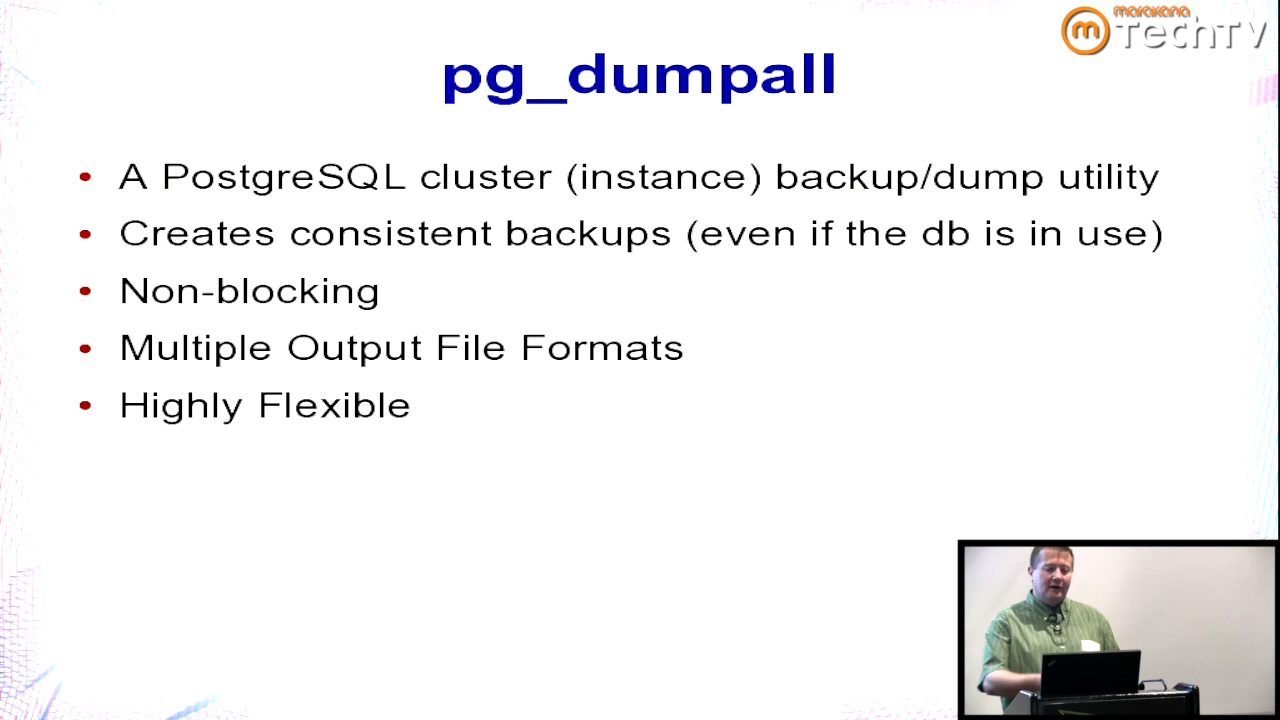 marakana
TechTV
pg_dumpall
• A PostgreSQL cluster (instance) backup/dump utility
• Creates consistent backups (even if the db is in use)
• Non-blocking
• Multiple Output File Formats
• Highly Flexible